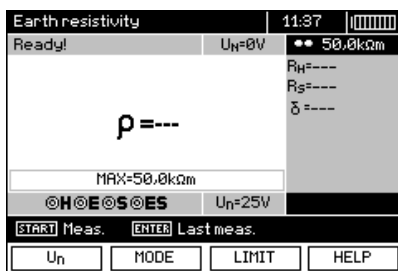 Earth resistivity 11:37
Ready! UN=0V 50,0kΩm
RH=---
RS=---
δ=---
ρ=---
MAX=50,0kΩm
H E S ES Un=25V
START Meas. ENTER Last meas.
Un MODE LIMIT HELP